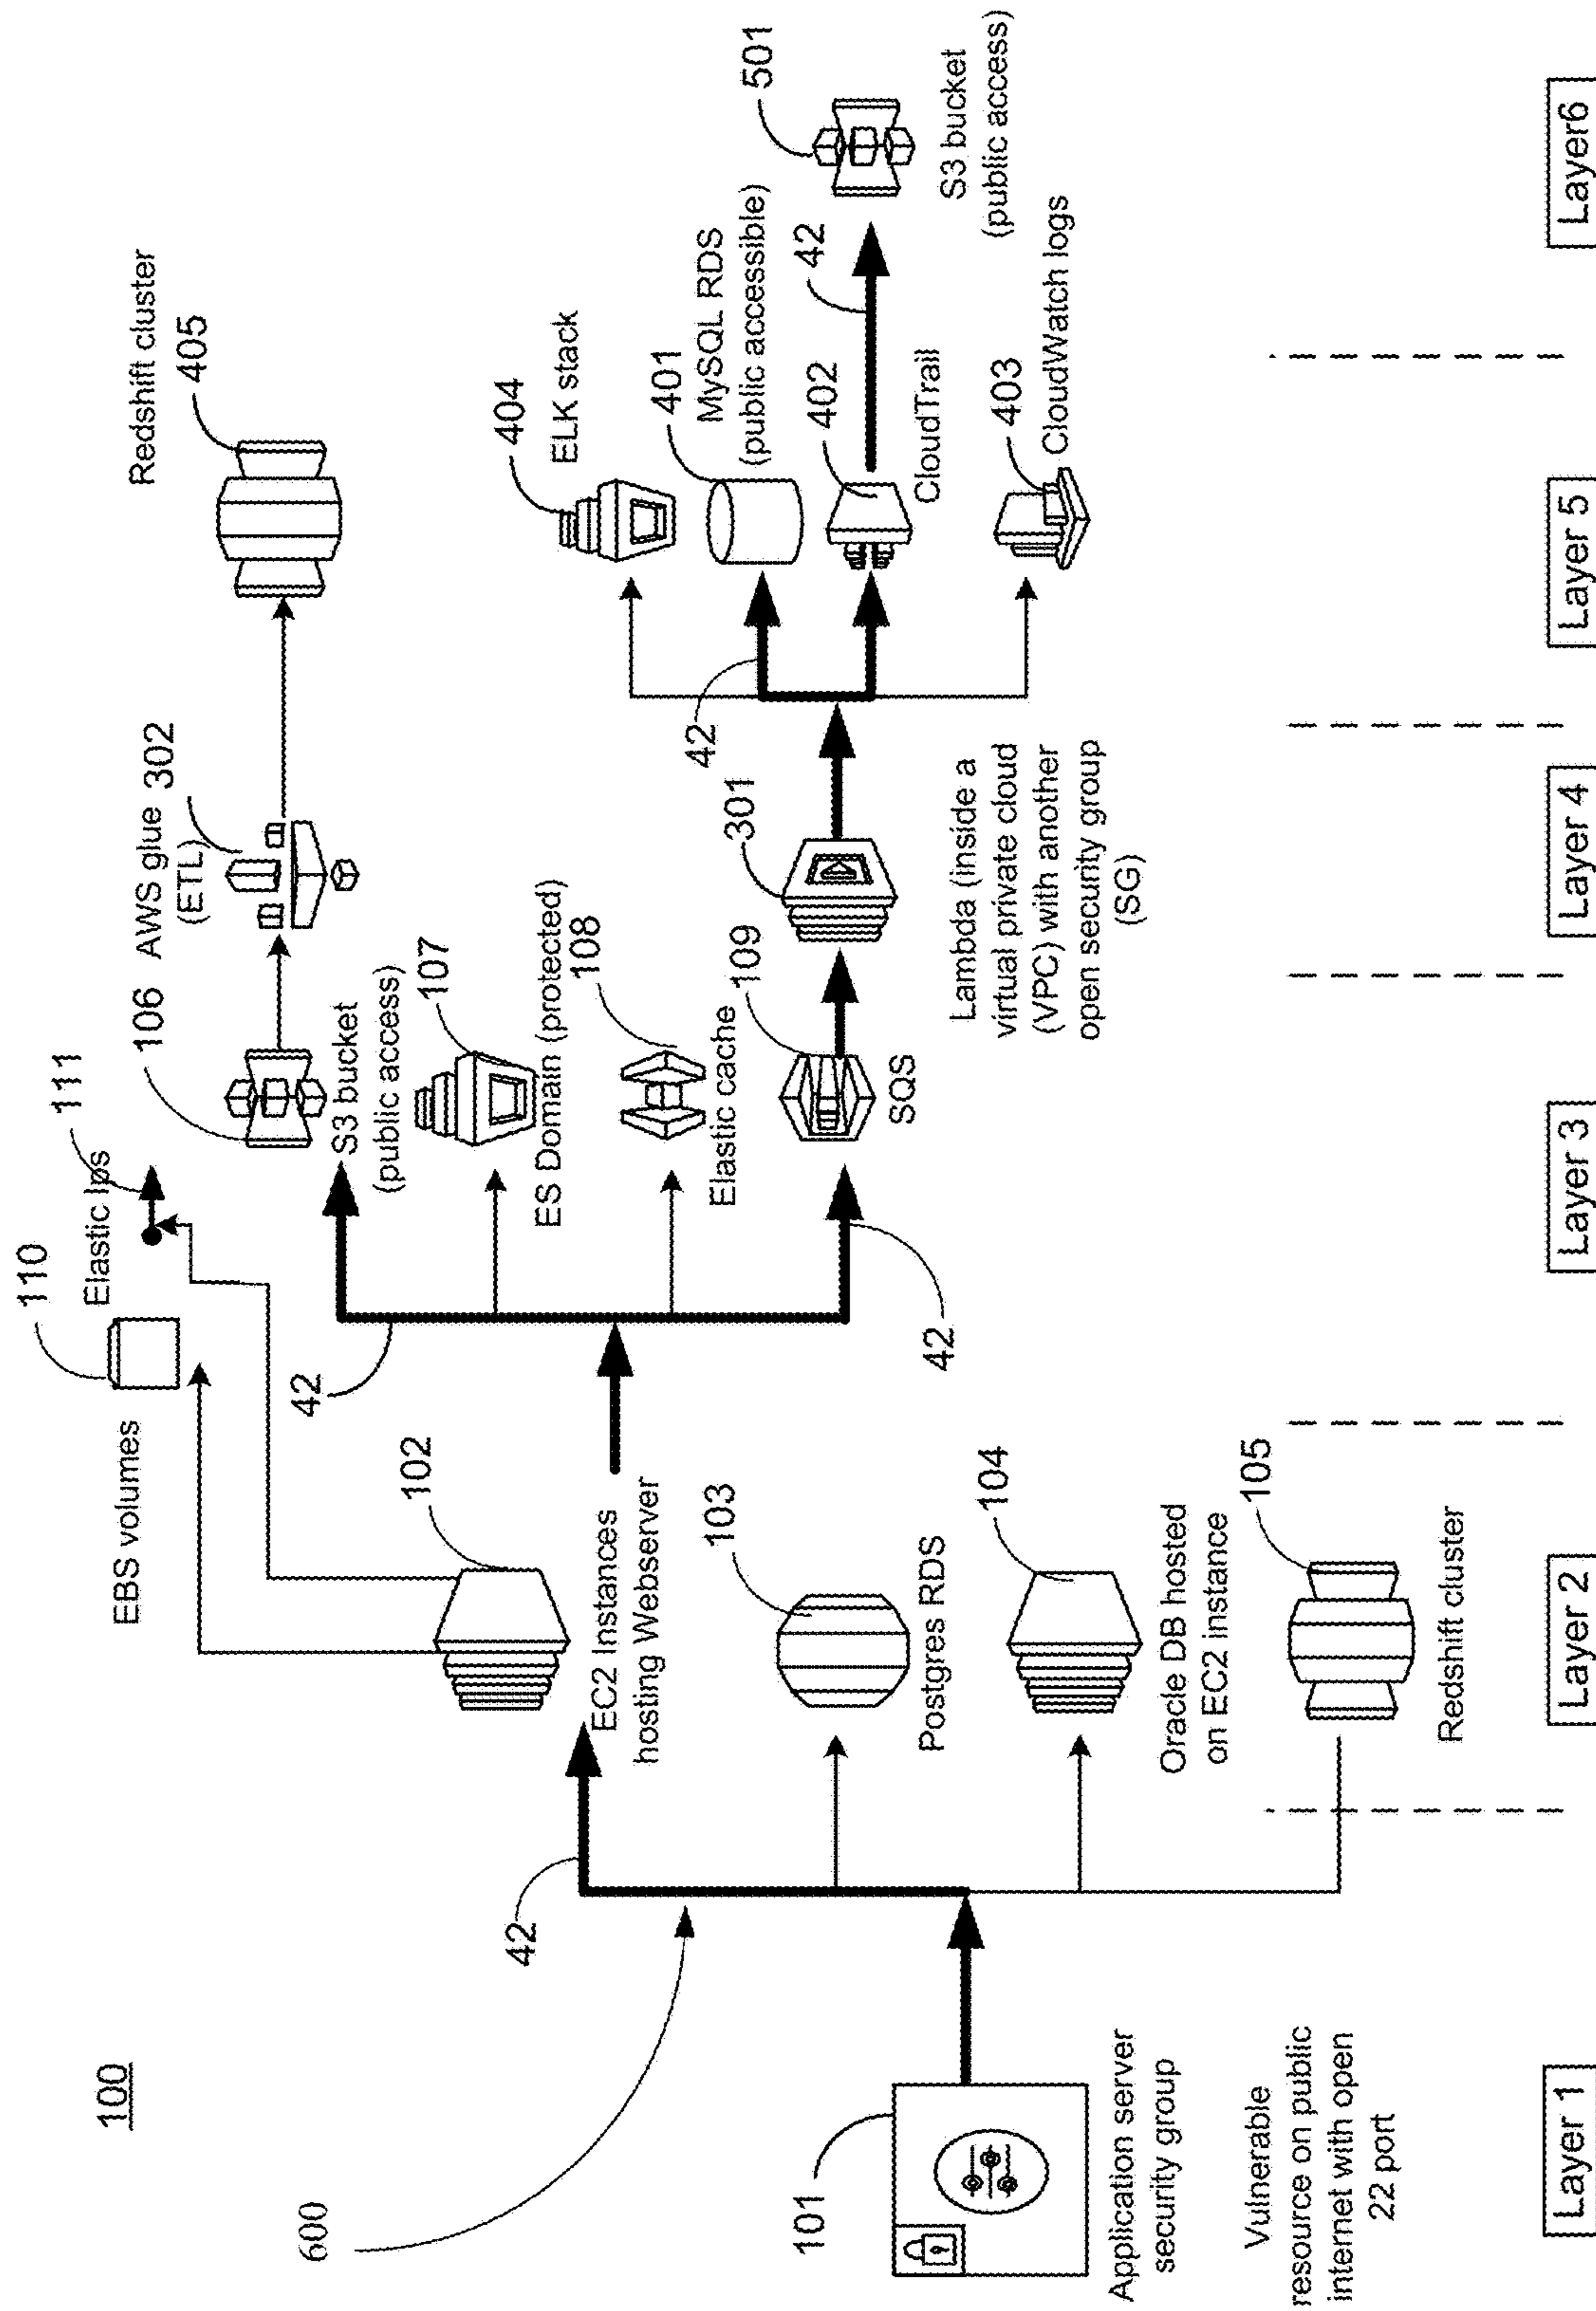 100
600
101
Application server
security group
Vulnerable
resource on public
internet with open
22 port
Layer 1
42
EBS volumes
110
Elastic Ips
111
102
EC2 Instances
hosting Webserver
103
Postgres RDS
104
Oracle DB hosted
on EC2 instance
105
Redshift cluster
Layer 2
42
106
S3 bucket
(public access)
107
ES Domain (protected)
108
Elastic cache
109
SQS
42
Layer 3
AWS glue 302
(ETL)
301
Lambda (inside a
virtual private cloud
(VPC) with another
open security group
(SG)
Layer 4
42
Redshift cluster
405
404
ELK stack
401
MySQL RDS
(public accessible)
402
CloudTrail
403
CloudWatch logs
Layer 5
42
501
S3 bucket
(public access)
Layer6